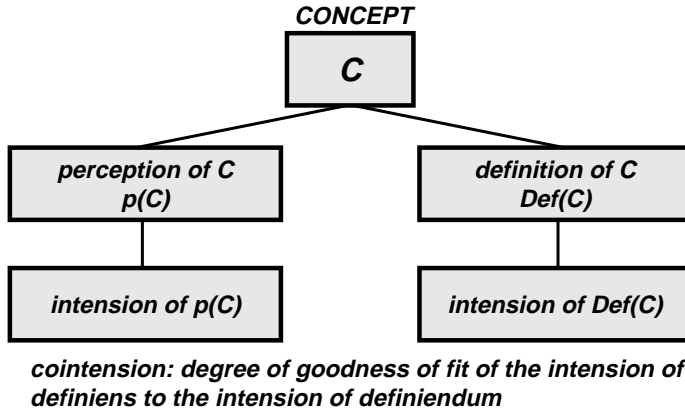 CONCEPT
C
perception of C
p(C)
definition of C
Def(C)
intension of p(C)
intension of Def(C)
cointension: degree of goodness of fit of the intension of
definiens to the intension of definiendum